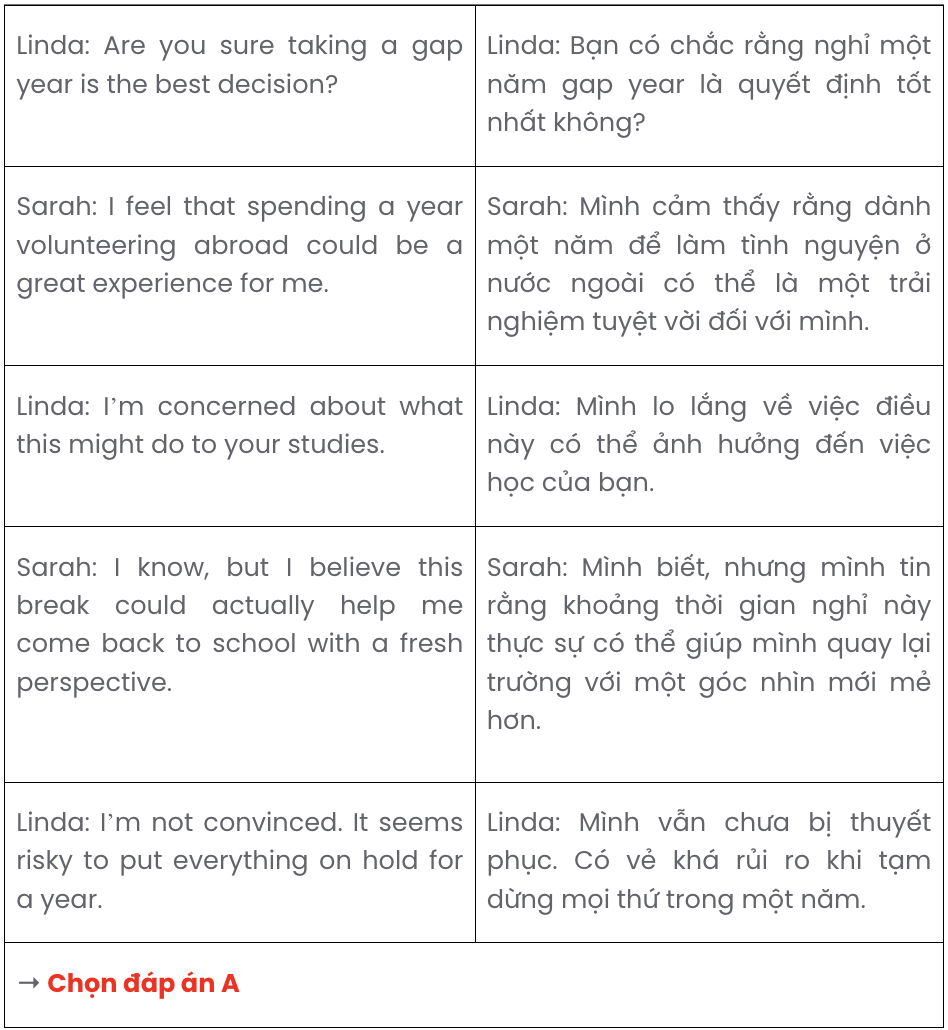 Linda: Are you sure taking a gap
year is the best decision?
Linda: Bạn có chắc rằng nghỉ một
năm gap year là quyết định tốt
nhất không?
Sarah: I feel that spending a year
volunteering abroad could be a
great experience for me.
Sarah: Mình cảm thấy rằng dành
một năm để làm tình nguyện ở
nước ngoài có thể là một trải
nghiệm tuyệt vời đối với mình.
Linda: I’m concerned about what
this might do to your studies.
Linda: Mình lo lắng về việc điều
này có thể ảnh hưởng đến việc
học của bạn.
Sarah: I know, but I believe this
break could actually help me
come back to school with a fresh
perspective.
Sarah: Mình biết, nhưng mình tin
rằng khoảng thời gian nghỉ này
thực sự có thể giúp mình quay lại
trường với một góc nhìn mới mẻ
hơn.
Linda: I’m not convinced. It seems
risky to put everything on hold for
a year.
Linda: Mình vẫn chưa bị thuyết
phục. Có vẻ khá rủi ro khi tạm
dừng mọi thứ trong một năm.
→ Chọn đáp án A